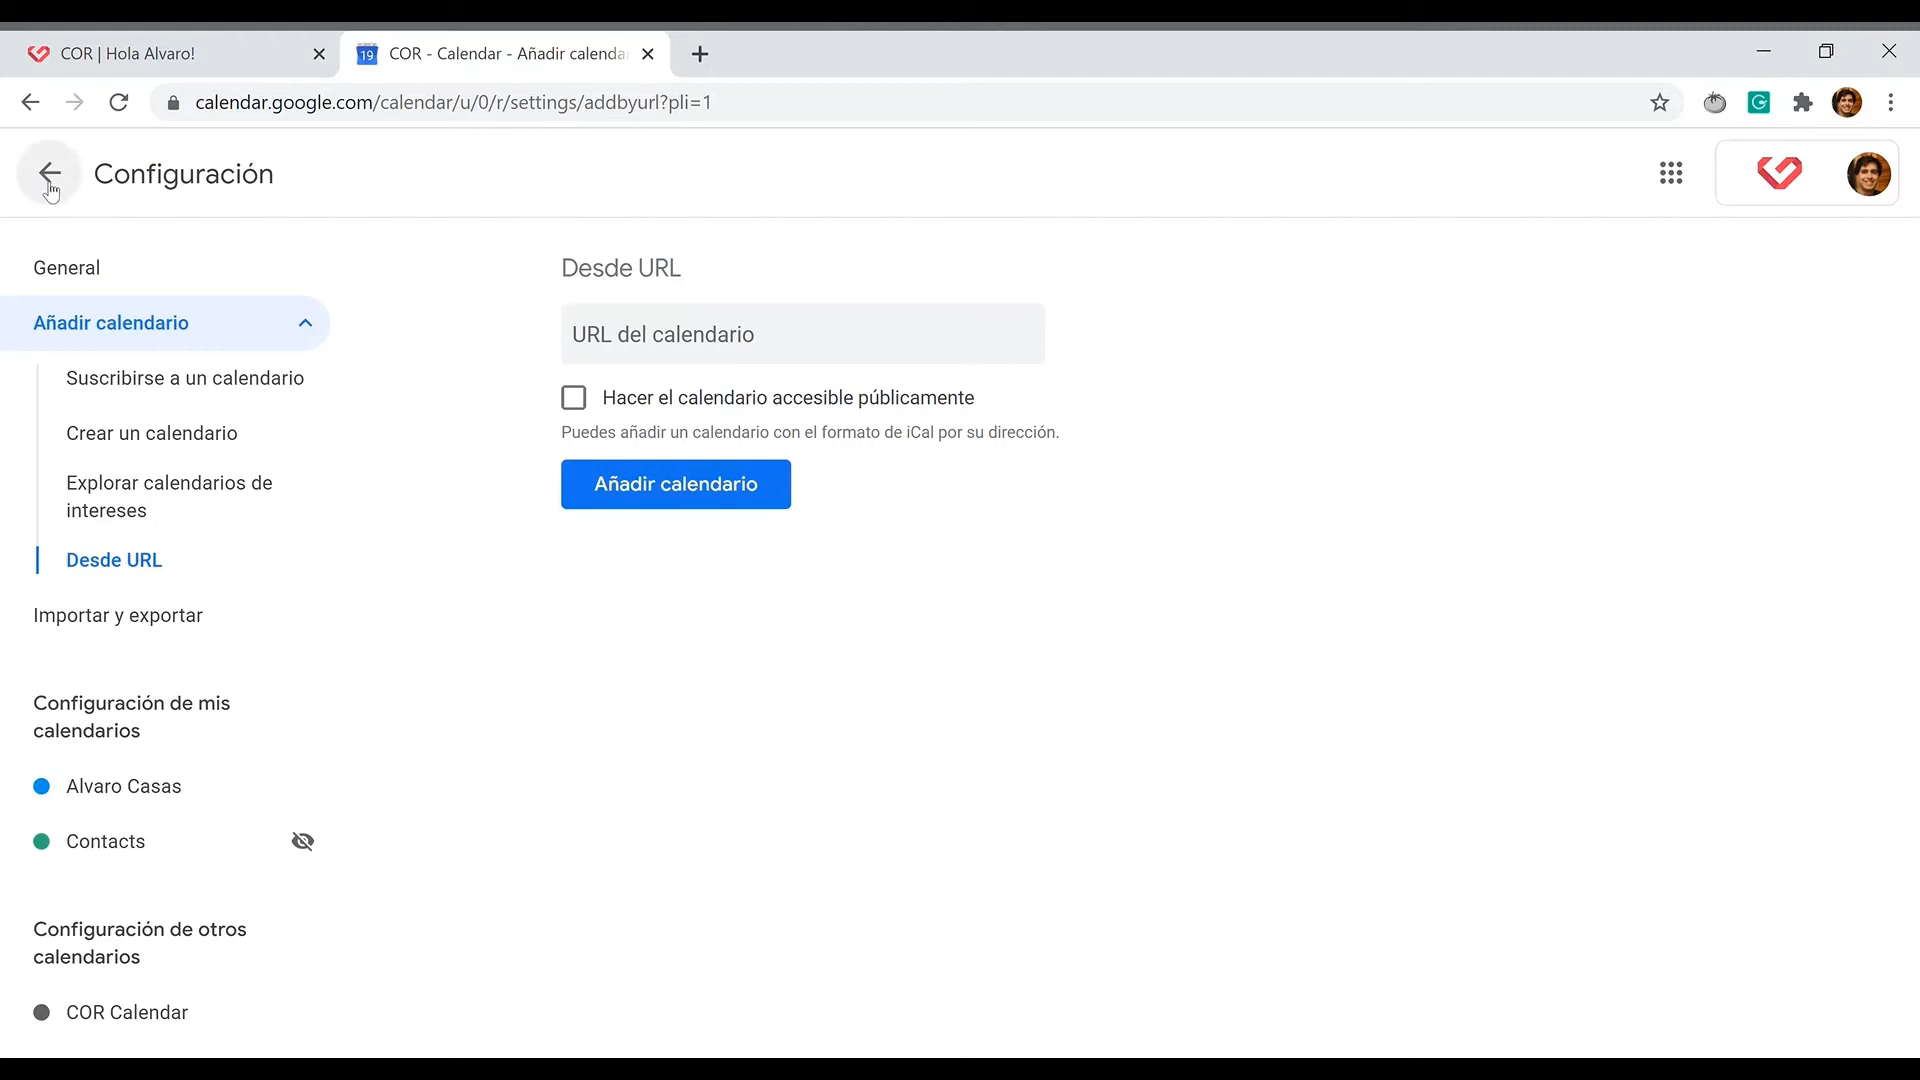 COR | Hola Alvaro!
19
COR - Calendar - Añadir calenda
calendar.google.com/calendar/u/0/r/settings/addbyurl?pli=1
Configuración
General
Añadir calendario
Suscribirse a un calendario
Crear un calendario
Explorar calendarios de
intereses
Desde URL
Importar y exportar
Configuración de mis
calendarios
Alvaro Casas
Contacts
Configuración de otros
calendarios
COR Calendar
Desde URL
URL del calendario
Hacer el calendario accesible públicamente
Puedes añadir un calendario con el formato de iCal por su dirección.
Añadir calendario